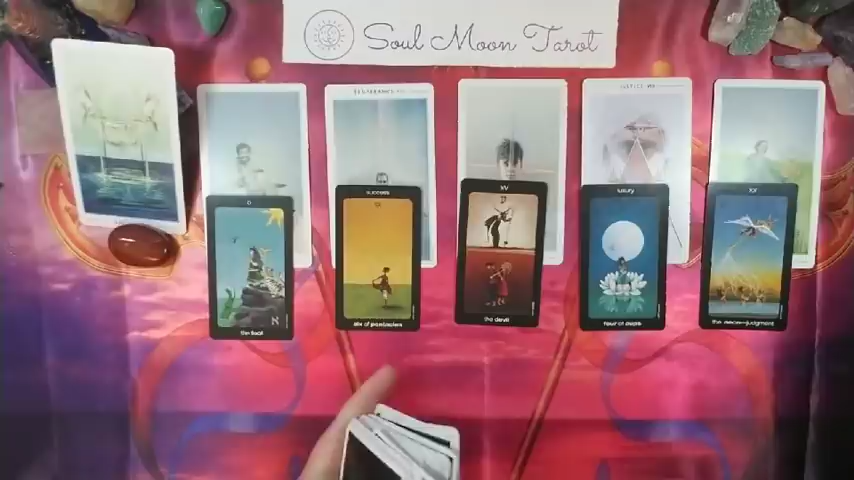 Soul Moon Tarot
JUSTICE
success
XV
luxury
0
the fool
six of pentacles
the devil
four of cups
the aeon—judgment